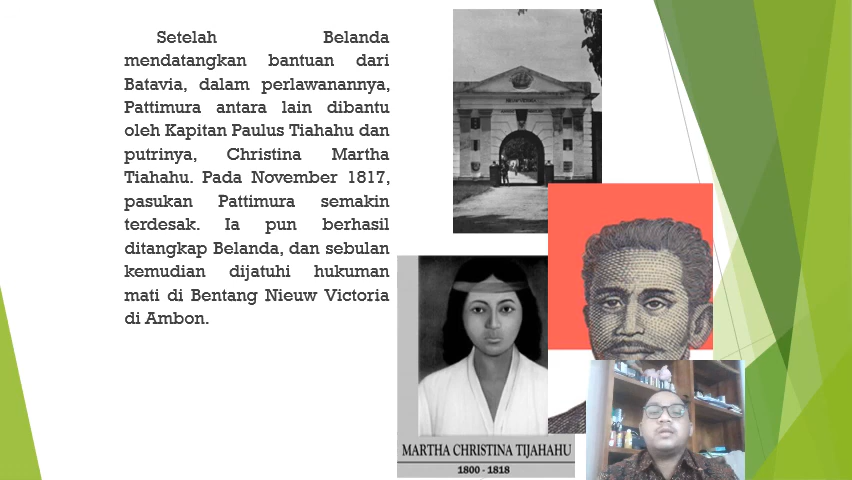 Setelah Belanda
mendatangkan bantuan dari
Batavia, dalam perlawanannya,
Pattimura antara lain dibantu
oleh Kapitan Paulus Tiahahu dan
putrinya, Christina Martha
Tiahahu. Pada November 1817,
pasukan Pattimura semakin
terdesak. Ia pun berhasil
ditangkap Belanda, dan sebulan
kemudian dijatuhi hukuman
mati di Bentang Nieuw Victoria
di Ambon.
MARTHA CHRISTINA TIJAHAHU
1800 - 1818